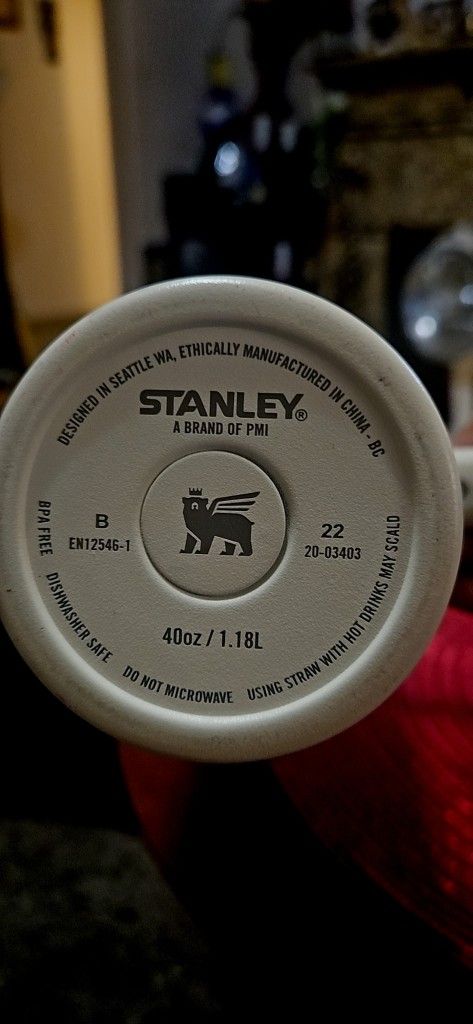 DESIGNED IN SEATTLE WA, ETHICALLY MANUFACTURED IN CHINA - BC
STANLEY®
A BRAND OF PMI
B
EN12546-1
22
20-03403
40oz / 1.18L
BPA FREE DISHWASHER SAFE DO NOT MICROWAVE USING STRAW WITH HOT DRINKS MAY SCALD